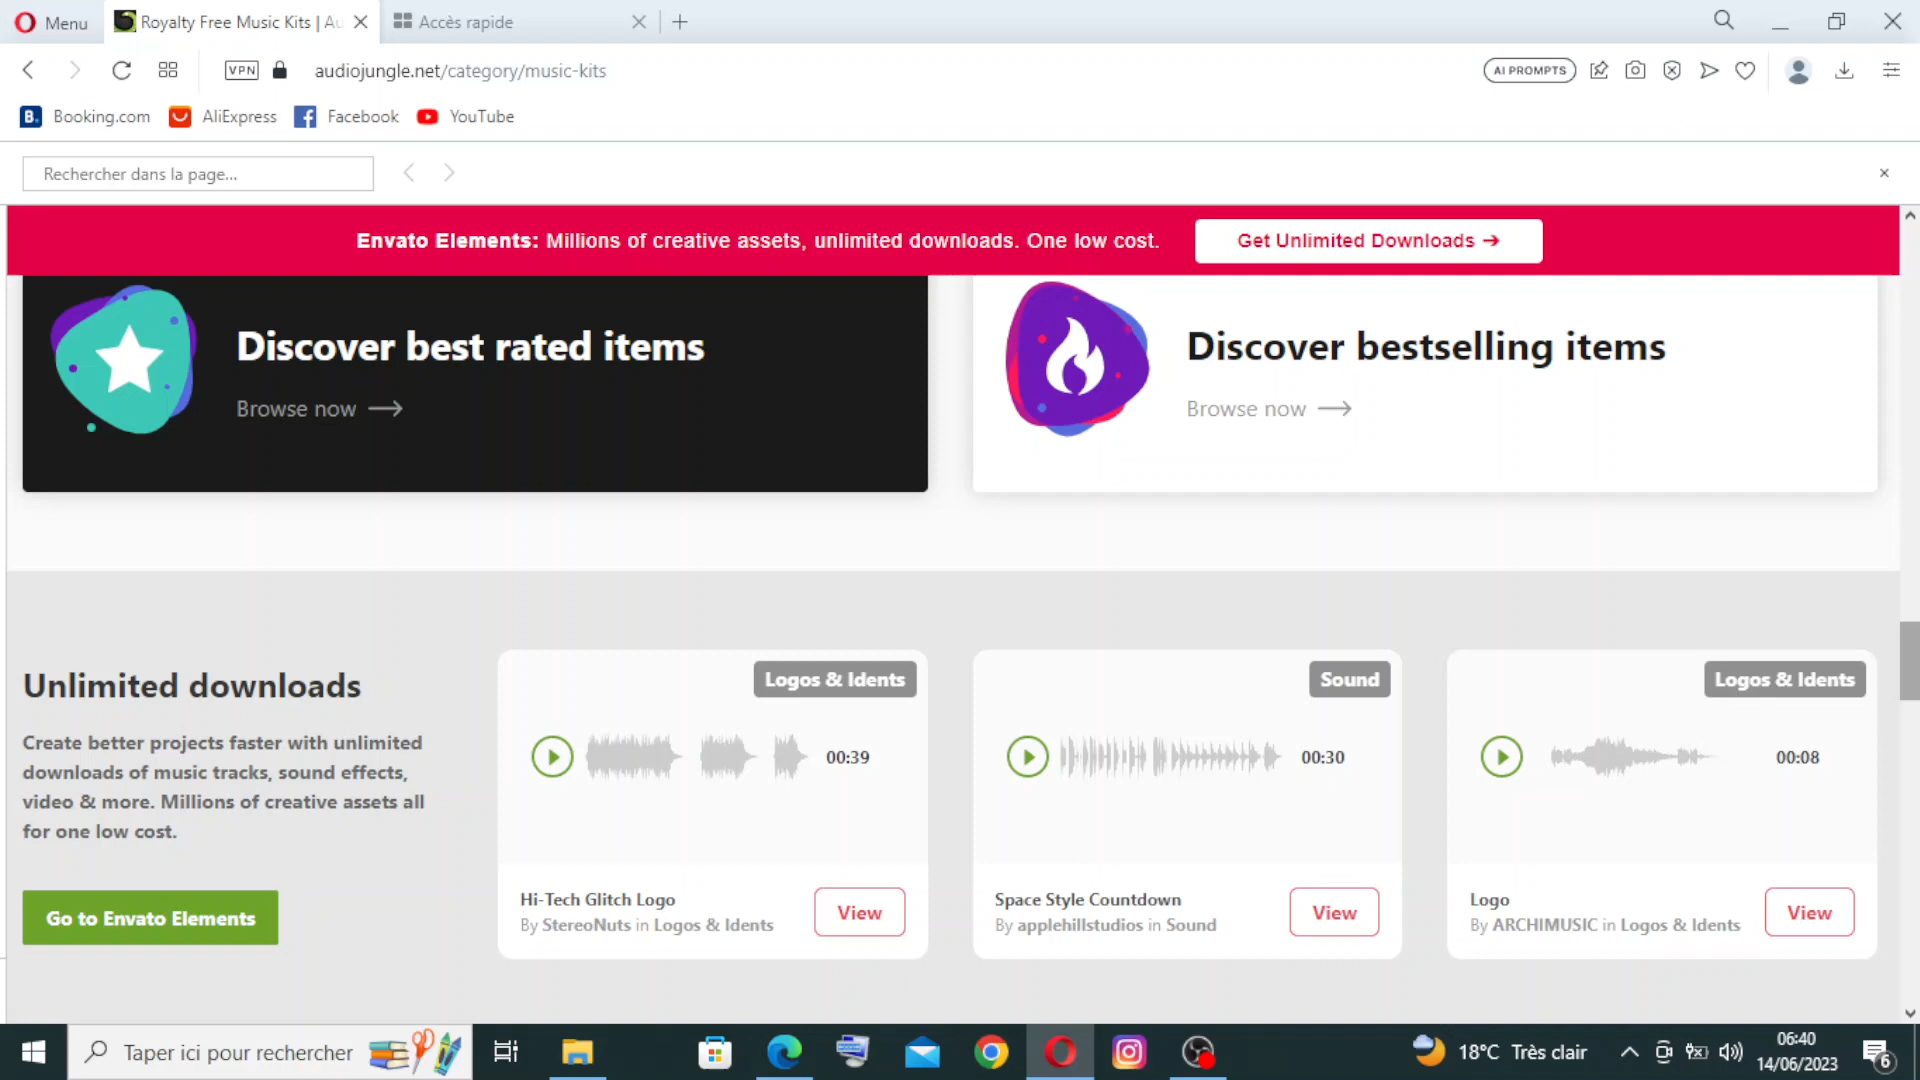 Menu
Royalty Free Music Kits | Au
Accès rapide
VPN
audiojungle.net/category/music-kits
AI PROMPTS
B. Booking.com
AliExpress
Facebook
YouTube
Rechercher dans la page...
Envato Elements: Millions of creative assets, unlimited downloads. One low cost.
Get Unlimited Downloads →
Discover best rated items
Browse now
Discover bestselling items
Browse now
Unlimited downloads
Create better projects faster with unlimited
downloads of music tracks, sound effects,
video & more. Millions of creative assets all
for one low cost.
Go to Envato Elements
Logos & Idents
00:39
Hi-Tech Glitch Logo
By StereoNuts in Logos & Idents
View
Sound
00:30
Space Style Countdown
By applehillstudios in Sound
View
Logos & Idents
00:08
Logo
By ARCHIMUSIC in Logos & Idents
View
Taper ici pour rechercher
18°C Très clair
06:40
14/06/2023
6